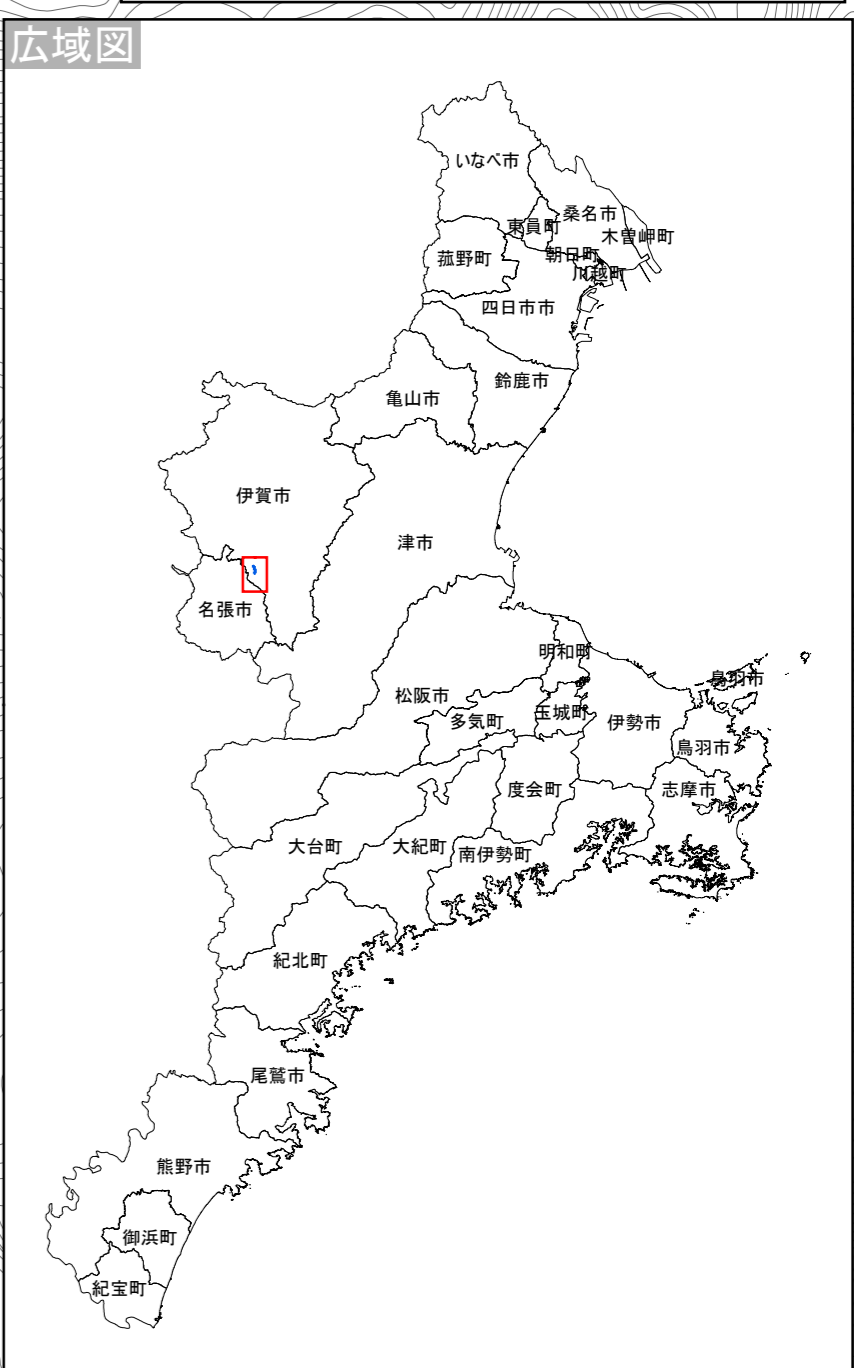 広域図
いなべ市
桑名市
東員町
木曽岬町
朝日町
菰野町
川越町
四日市市
鈴鹿市
亀山市
伊賀市
津市
名張市
明和町
鳥羽市
松阪市
玉城町
多気町
伊勢市
鳥羽市
度会町
志摩市
大台町
大紀町
南伊勢町
紀北町
尾鷲市
熊野市
御浜町
紀宝町